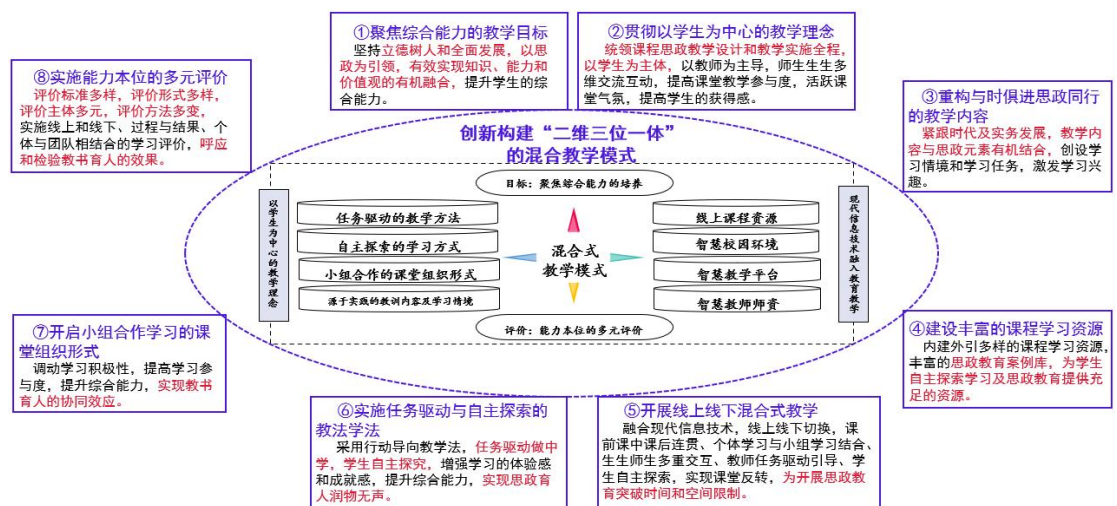 ①聚焦综合能力的教学目标
坚持立德树人和全面发展，以思
政为引领，有效实现知识、能力和
价值观的有机融合，提升学生的综
合能力。
②贯彻以学生为中心的教学理念
统领课程思政教学设计和教学实施全程，
以学生为主体，以教师为主导，师生生生多
维交流互动，提高课堂教学参与度，活跃课
堂气氛，提高学生的获得感。
⑧实施能力本位的多元评价
评价标准多样，评价形式多样，
评价主体多元，评价方法多变，
实施线上和线下、过程与结果、个
体与团队相结合的学习评价，呼应
和检验教书育人的效果。
③重构与时俱进思政同行
的教学内容
紧跟时代及实务发展，教学内
容与思政元素有机结合，创设学
习情境和学习任务，激发学习兴
趣。
创新构建“二维三位一体”
的混合教学模式
目标：聚焦综合能力的培养
以学生为中心的教学理念
任务驱动的教学方法
自主探索的学习方式
小组合作的课堂组织形式
源于实践的教训内容及学习情境
混合式
教学模式
线上课程资源
智慧校园环境
智慧教学平台
智慧教师师资
现代信息技术融入教育教学
评价：能力本位的多元评价
⑦开启小组合作学习的课
堂组织形式
调动学习积极性，提高学习参
与度，提升综合能力，实现教书
育人的协同效应。
④建设丰富的课程学习资源
内建外引多样的课程学习资源，
丰富的思政教育案例库，为学生
自主探索学习及思政教育提供充
足的资源。
⑥实施任务驱动与自主探索的
教法学法
采用行动导向教学法，任务驱动做中
学，学生自主探究，增强学习的体验感
和成就感，提升综合能力，实现思政育
人润物无声。
⑤开展线上线下混合式教学
融合现代信息技术，线上线下切换，课
前课中课后连贯、个体学习与小组学习结合、
生生师生多重交互、教师任务驱动引导、学
生自主探索，实现课堂反转，为开展思政教
育突破时间和空间限制。